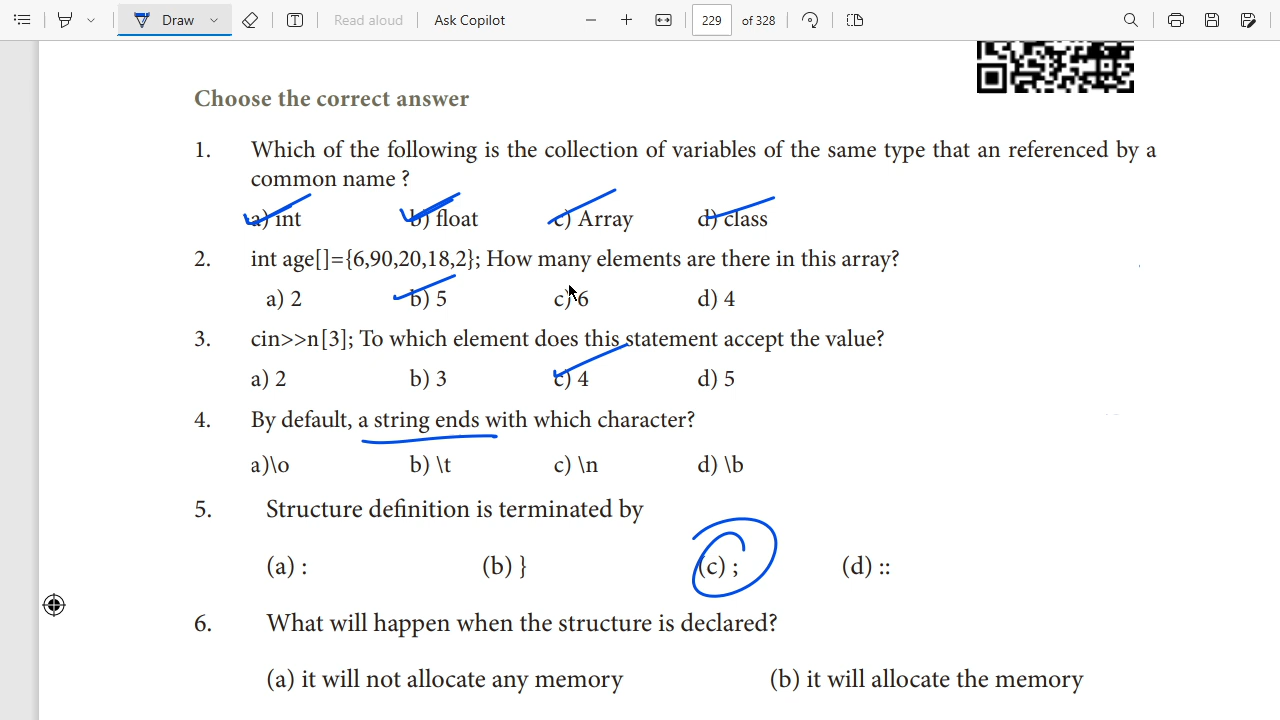 Draw
Read aloud
Ask Copilot
229
of 328
Choose the correct answer
1. Which of the following is the collection of variables of the same type that an referenced by a
common name ?
a) int b) float c) Array d) class
2. int age[]={6,90,20,18,2}; How many elements are there in this array?
a) 2 b) 5 c) 6 d) 4
3. cin>>n[3]; To which element does this statement accept the value?
a) 2 b) 3 c) 4 d) 5
4. By default, a string ends with which character?
a)\o b) \t c) \n d) \b
5. Structure definition is terminated by
(a) : (b) } (c) ; (d) ::
6. What will happen when the structure is declared?
(a) it will not allocate any memory (b) it will allocate the memory